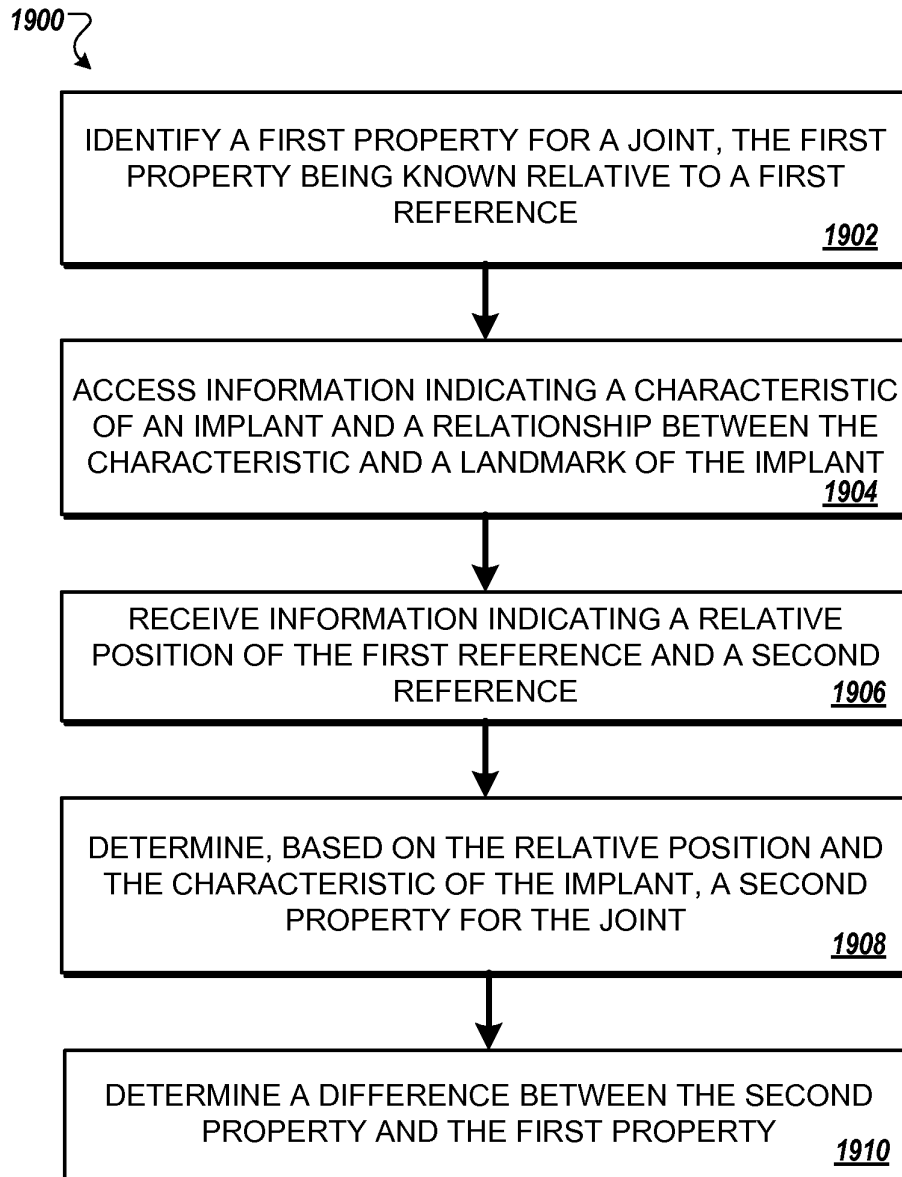 1900
IDENTIFY A FIRST PROPERTY FOR A JOINT, THE FIRST
PROPERTY BEING KNOWN RELATIVE TO A FIRST
REFERENCE
1902
ACCESS INFORMATION INDICATING A CHARACTERISTIC
OF AN IMPLANT AND A RELATIONSHIP BETWEEN THE
CHARACTERISTIC AND A LANDMARK OF THE IMPLANT
1904
RECEIVE INFORMATION INDICATING A RELATIVE
POSITION OF THE FIRST REFERENCE AND A SECOND
REFERENCE
1906
DETERMINE, BASED ON THE RELATIVE POSITION AND
THE CHARACTERISTIC OF THE IMPLANT, A SECOND
PROPERTY FOR THE JOINT
1908
DETERMINE A DIFFERENCE BETWEEN THE SECOND
PROPERTY AND THE FIRST PROPERTY
1910